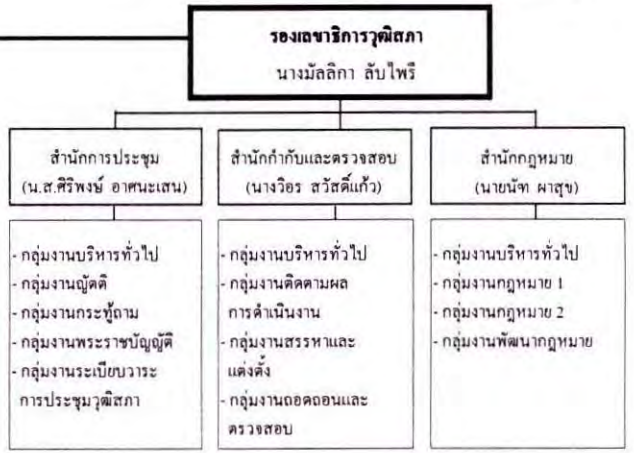 รองเลขาธิการวุฒิสภา
นางมัลลิกา ลับไพรี
สำนักการประชุม
(น.ส.ศิริพงษ์ อาศนะเสน)
- กลุ่มงานบริหารทั่วไป
- กลุ่มงานญัตติ
- กลุ่มงานกระทู้ถาม
- กลุ่มงานพระราชบัญญัติ
- กลุ่มงานระเบียบวาระ
การประชุมวุฒิสภา
สำนักกำกับและตรวจสอบ
(นางวิอร สวัสดิ์แก้ว)
- กลุ่มงานบริหารทั่วไป
- กลุ่มงานติดตามผล
การดำเนินงาน
- กลุ่มงานสรรหาและ
แต่งตั้ง
- กลุ่มงานถอดถอนและ
ตรวจสอบ
สำนักกฎหมาย
(นายนัฑ ผาสุข)
- กลุ่มงานบริหารทั่วไป
- กลุ่มงานกฎหมาย 1
- กลุ่มงานกฎหมาย 2
- กลุ่มงานพัฒนากฎหมาย